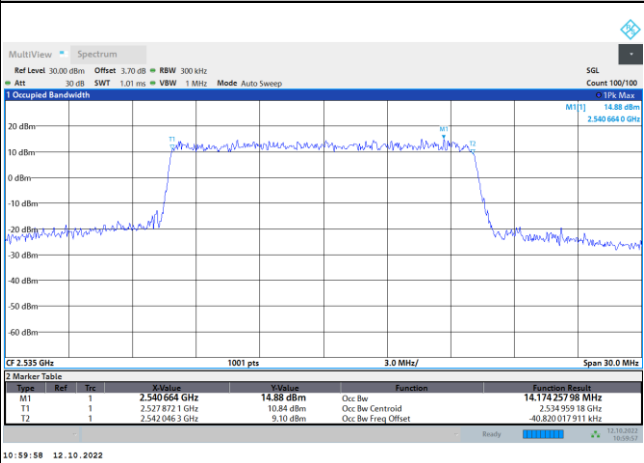 MultiView Spectrum
Ref Level 30.00 dBm Offset 3.70 dB RBW 300 kHz SGL
Att 30 dB SWT 1.01 ms VBW 1 MHz Mode Auto Sweep Count 100/100
1 Occupied Bandwidth 1Pk Max
M1[1] 14.88 dBm
2.540 664 0 GHz
20 dBm
T1 M1 T2
10 dBm
0 dBm
-10 dBm
-20 dBm
-30 dBm
-40 dBm
-50 dBm
-60 dBm
CF 2.535 GHz 1001 pts 3.0 MHz/ Span 30.0 MHz
2 Marker Table
Type Ref Trc X-Value Y-Value Function Function Result
M1 1 2.540 664 GHz 14.88 dBm Occ Bw 14.174 257 98 MHz
T1 1 2.527 872 1 GHz 10.84 dBm Occ Bw Centroid 2.534 959 18 GHz
T2 1 2.542 046 3 GHz 9.10 dBm Occ Bw Freq Offset -40.820 017 911 kHz
Ready 12.10.2022
10:59:57
10:59:58 12.10.2022